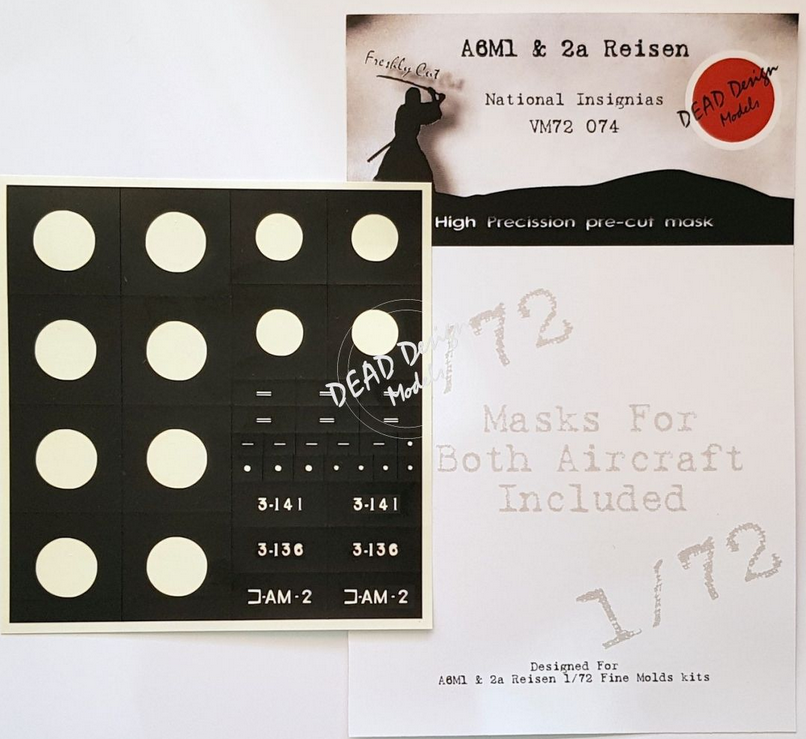 A6M1 & 2a Reisen
Freshly Cut
National Insignias
VM72 074
DEAD Design
Models
High Precission pre-cut mask
1/72
DEAD Design
Models
Masks For
Both Aircraft
Included
3-141 3-141
3-136 3-136
コ-AM-2 コ-AM-2
1/72
Designed For
A6M1 & 2a Reisen 1/72 Fine Molds kits